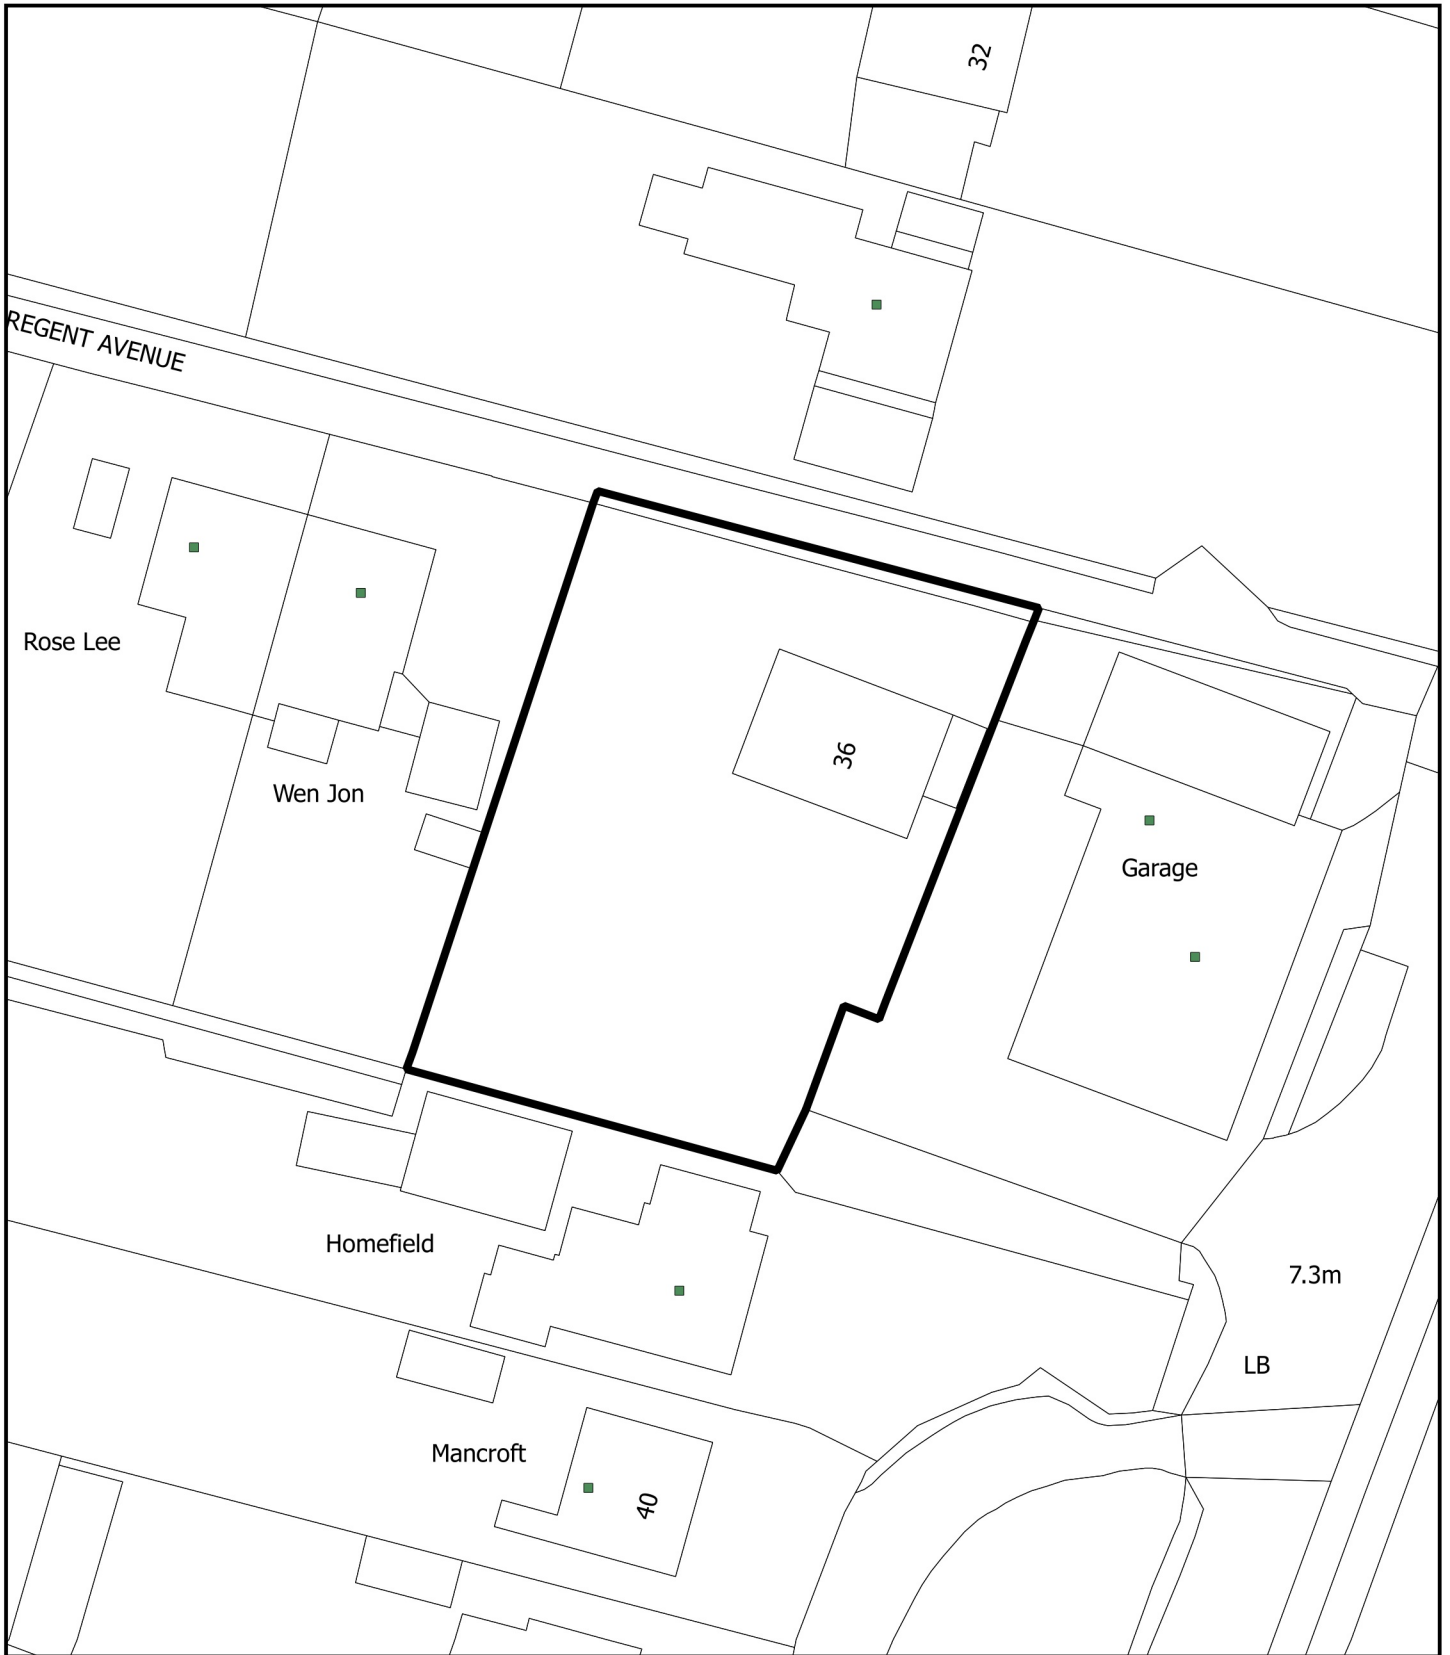 32
REGENT AVENUE
Rose Lee
36
Wen Jon
Garage
Homefield
7.3m
LB
Mancroft
40